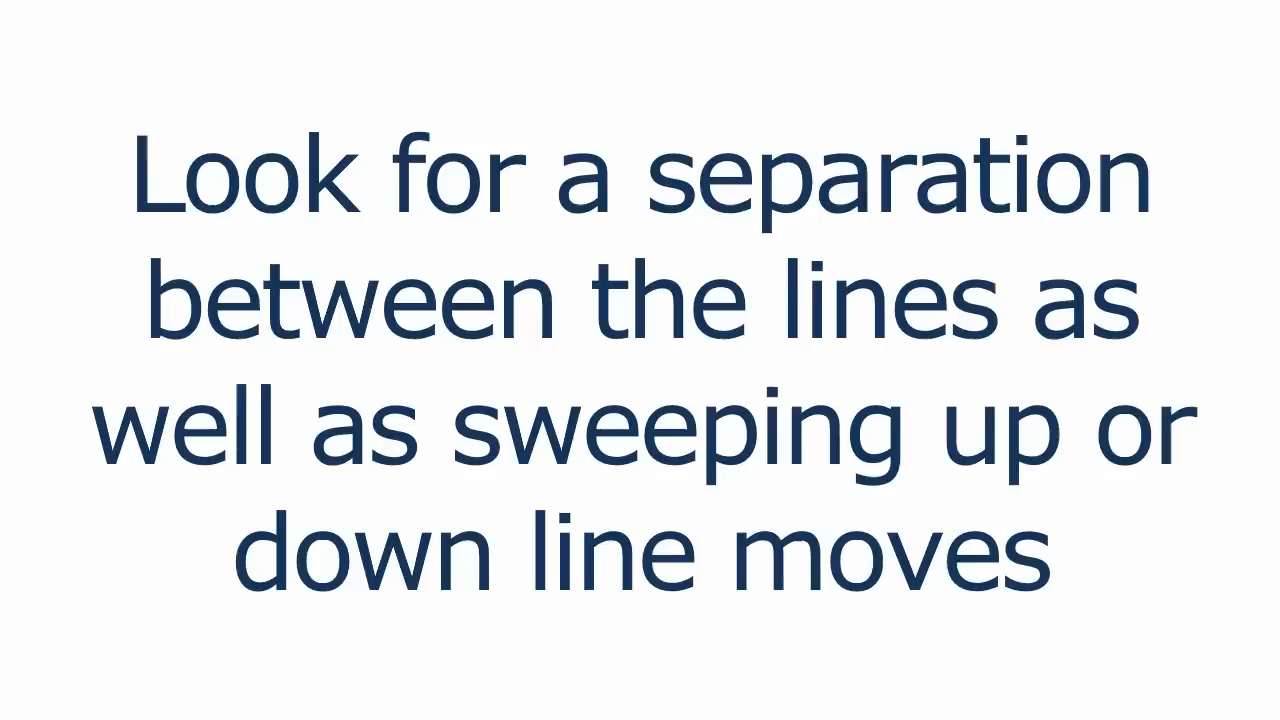 Look for a separation
between the lines as
well as sweeping up or
down line moves